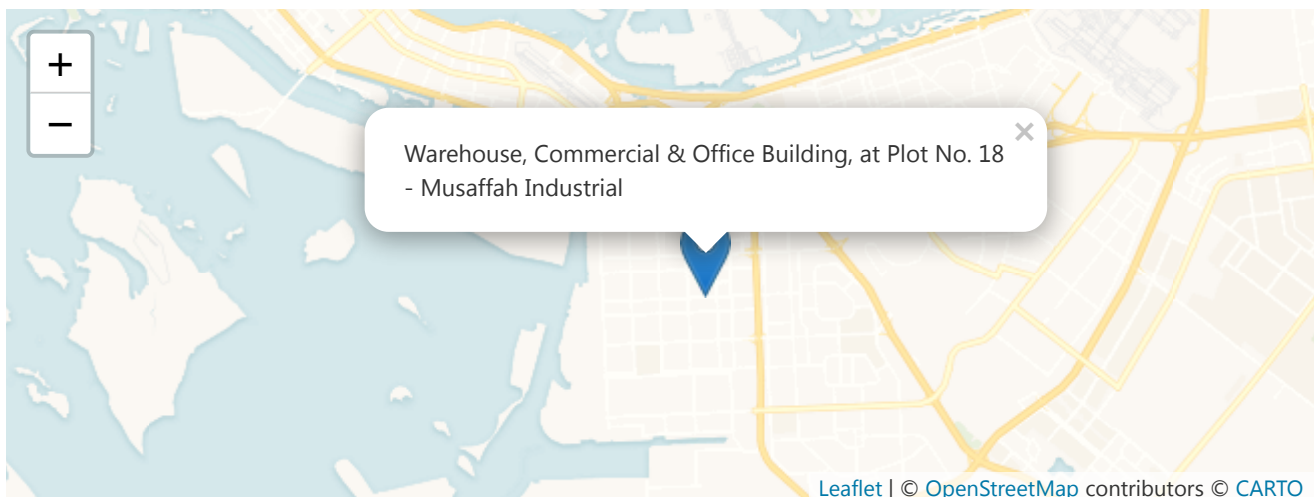 +
−
Warehouse, Commercial & Office Building, at Plot No. 18
- Musaffah Industrial
×
Leaflet | © OpenStreetMap contributors © CARTO